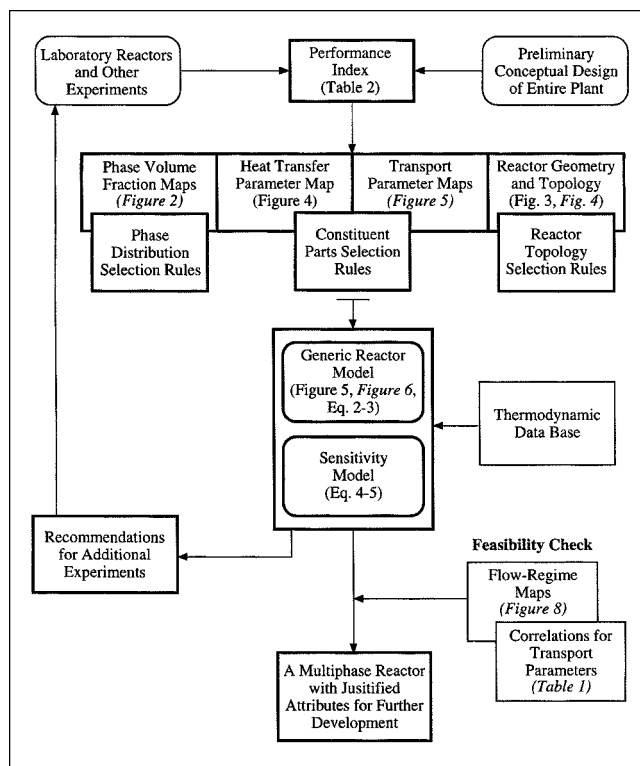 Laboratory Reactors
and Other
Experiments
Performance
Index
(Table 2)
Preliminary
Conceptual Design
of Entire
Plant
Phase Volume
Fraction Maps
(Figure 2)
Heat Transfer
Parameter Map
(Figure 4)
Transport
Parameter Maps
(Figure 5)
Reactor Geometry
and Topology
(Fig. 3, Fig. 4)
Phase
Distribution
Selection Rules
Constituent
Parts Selection
Rules
Reactor
Topology
Selection Rules
Generic Reactor
Model
(Figure 5, Figure 6,
Eq. 2-3)
Sensitivity
Model
(Eq. 4-5)
Thermodynamic
Data Base
Recommendations
for Additional
Experiments
Feasibility Check
Flow-Regime
Maps
(Figure 8)
Correlations for
Transport
Parameters
(Table 1)
A Multiphase Reactor
with Jusitified
Attributes for Further
Development